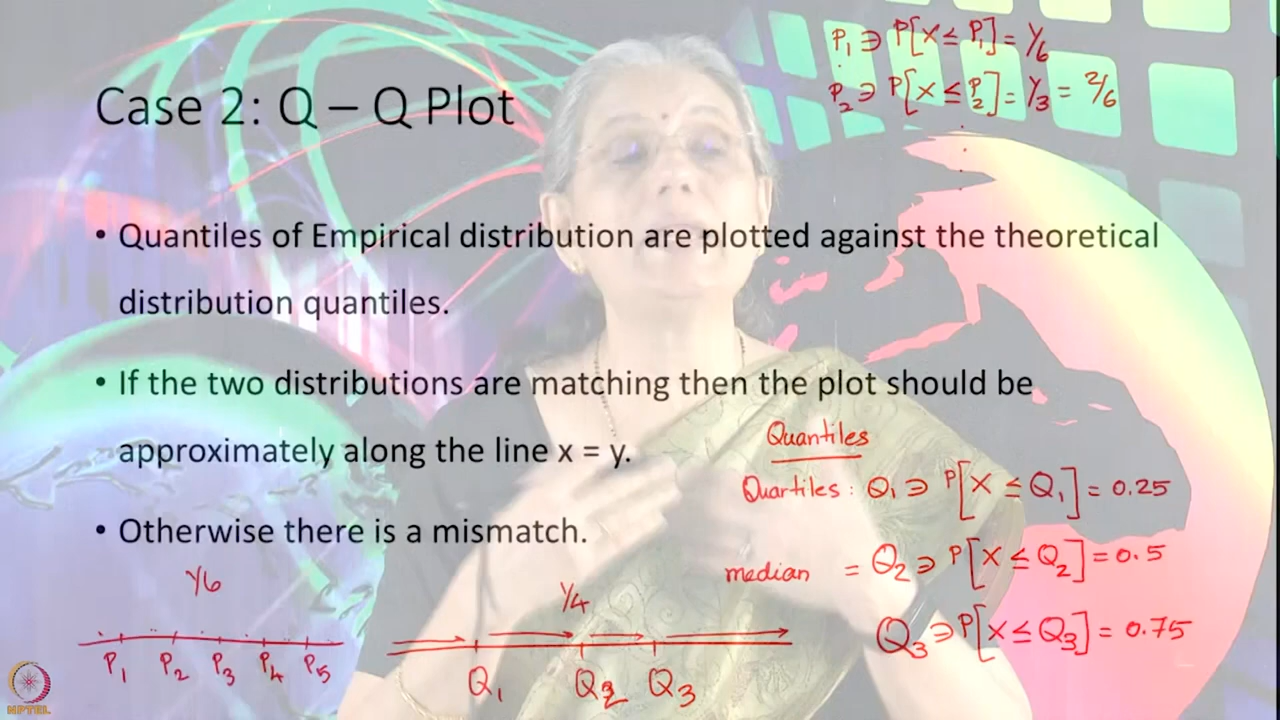 P₁ ∋ P[X ≤ P₁] = 1/6
P₂ ∋ P[X ≤ P₂] = 1/3 = 2/6
Case 2: Q – Q Plot
• Quantiles of Empirical distribution are plotted against the theoretical
distribution quantiles.
• If the two distributions are matching then the plot should be
approximately along the line x = y.
Quantiles
Quartiles: Q₁ ∋ P[X ≤ Q₁] = 0.25
• Otherwise there is a mismatch.
median = Q₂ ∋ P[X ≤ Q₂] = 0.5
1/6
1/4
Q₃ ∋ P[X ≤ Q₃] = 0.75
P₁ P₂ P₃ P₄ P₅
Q₁ Q₂ Q₃
NPTEL